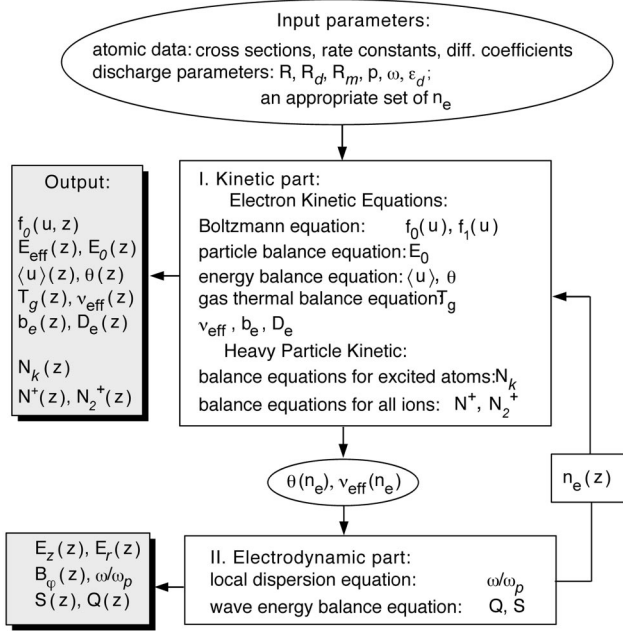 Input parameters:
atomic data: cross sections, rate constants, diff. coefficients
discharge parameters: R, R_d, R_m, p, ω, ε_d;
an appropriate set of n_e
Output:
f_0(u, z)
E_eff(z), E_0(z)
⟨u⟩(z), θ(z)
T_g(z), ν_eff(z)
b_e(z), D_e(z)
N_k(z)
N^+(z), N_2^+(z)
I. Kinetic part:
Electron Kinetic Equations:
Boltzmann equation: f_0(u), f_1(u)
particle balance equation: E_0
energy balance equation: ⟨u⟩, θ
gas thermal balance equation: T_g
ν_eff, b_e, D_e
Heavy Particle Kinetic:
balance equations for excited atoms: N_k
balance equations for all ions: N^+, N_2^+
θ(n_e), ν_eff(n_e)
n_e(z)
E_z(z), E_r(z)
B_φ(z), ω/ω_p
S(z), Q(z)
II. Electrodynamic part:
local dispersion equation: ω/ω_p
wave energy balance equation: Q, S